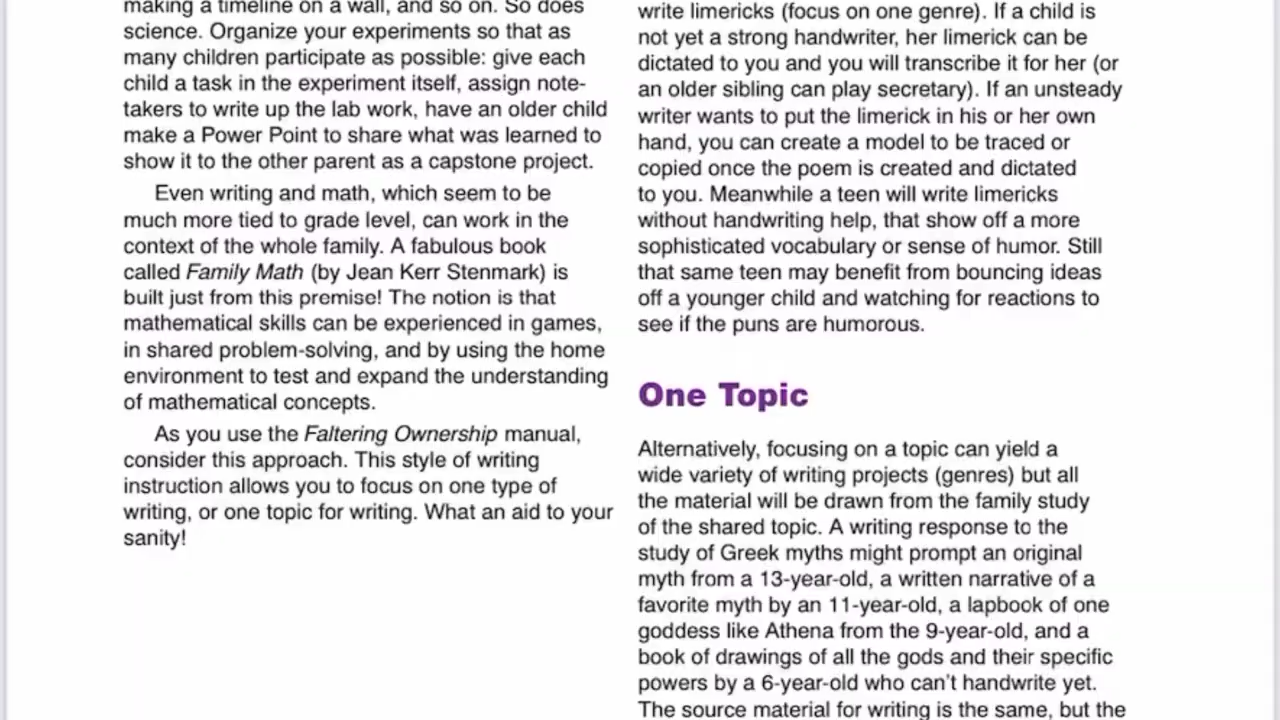 making a timeline on a wall, and so on. So does
science. Organize your experiments so that as
many children participate as possible: give each
child a task in the experiment itself, assign note-
takers to write up the lab work, have an older child
make a Power Point to share what was learned to
show it to the other parent as a capstone project.
Even writing and math, which seem to be
much more tied to grade level, can work in the
context of the whole family. A fabulous book
called Family Math (by Jean Kerr Stenmark) is
built just from this premise! The notion is that
mathematical skills can be experienced in games,
in shared problem-solving, and by using the home
environment to test and expand the understanding
of mathematical concepts.
As you use the Faltering Ownership manual,
consider this approach. This style of writing
instruction allows you to focus on one type of
writing, or one topic for writing. What an aid to your
sanity!
write limericks (focus on one genre). If a child is
not yet a strong handwriter, her limerick can be
dictated to you and you will transcribe it for her (or
an older sibling can play secretary). If an unsteady
writer wants to put the limerick in his or her own
hand, you can create a model to be traced or
copied once the poem is created and dictated
to you. Meanwhile a teen will write limericks
without handwriting help, that show off a more
sophisticated vocabulary or sense of humor. Still
that same teen may benefit from bouncing ideas
off a younger child and watching for reactions to
see if the puns are humorous.
One Topic
Alternatively, focusing on a topic can yield a
wide variety of writing projects (genres) but all
the material will be drawn from the family study
of the shared topic. A writing response to the
study of Greek myths might prompt an original
myth from a 13-year-old, a written narrative of a
favorite myth by an 11-year-old, a lapbook of one
goddess like Athena from the 9-year-old, and a
book of drawings of all the gods and their specific
powers by a 6-year-old who can't handwrite yet.
The source material for writing is the same, but the